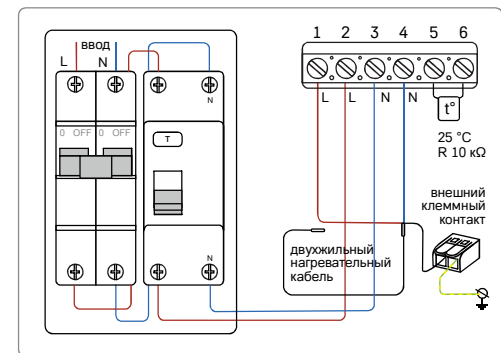 ввод
L N
N
0 OFF 0 OFF
T
N
1 2 3 4 5 6
L L N N
t°
25 °C
R 10 кΩ
внешний
клеммный
контакт
двухжильный
нагревательный
кабель